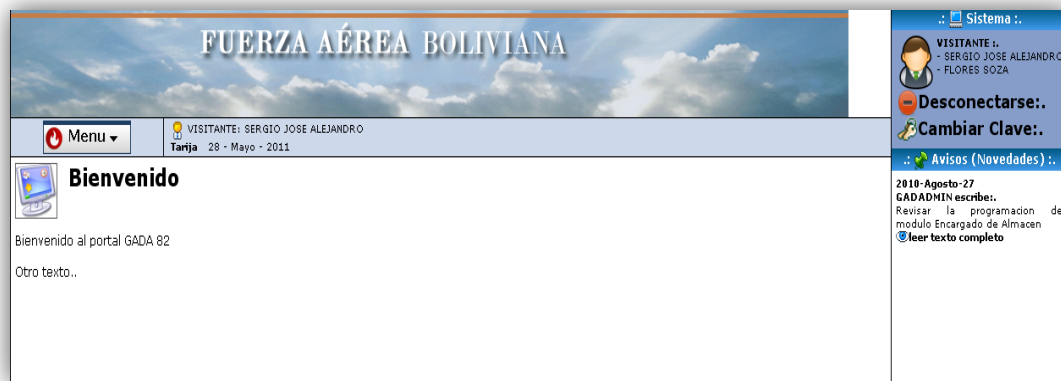 FUERZA AÉREA BOLIVIANA
Menu
VISITANTE: SERGIO JOSE ALEJANDRO
Tarija 28 - Mayo - 2011
Bienvenido
Bienvenido al portal GADA 82
Otro texto..
.: Sistema :.
VISITANTE :.
- SERGIO JOSE ALEJANDRO
- FLORES SOZA
Desconectarse:.
Cambiar Clave:.
.: Avisos (Novedades) :.
2010-Agosto-27
GADADMIN escribe:.
Revisar la programacion de
modulo Encargado de Almacen
leer texto completo